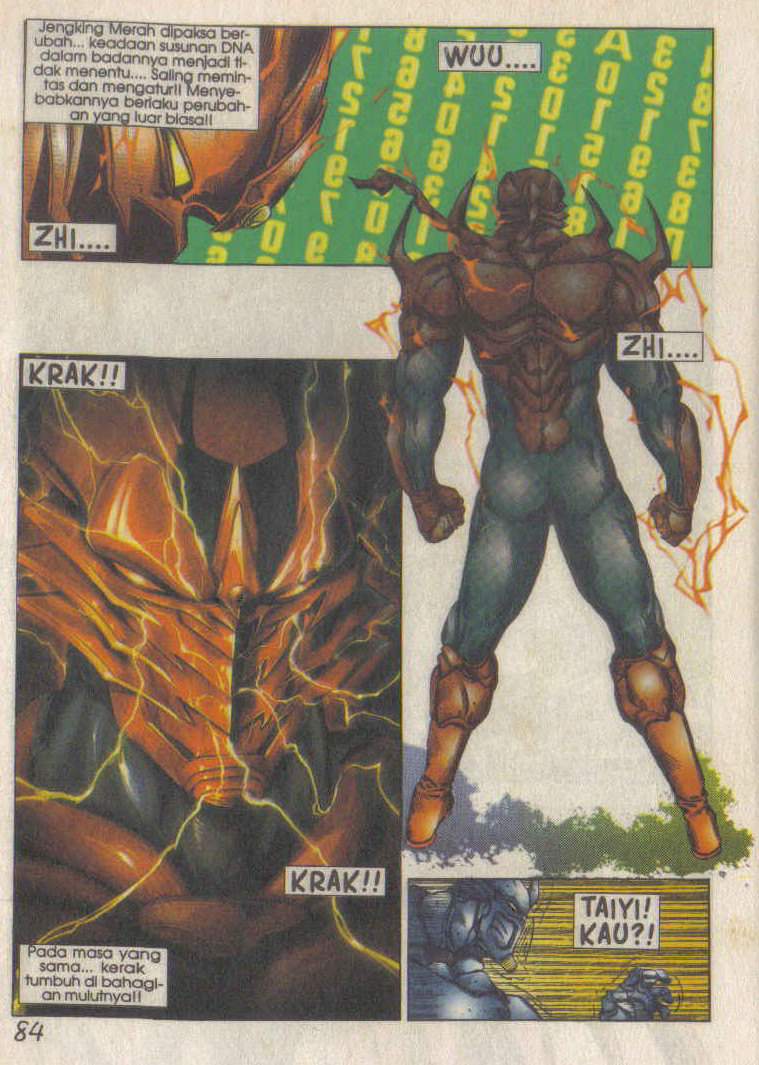 Jengking Merah dipaksa ber-
ubah... keadaan susunan DNA
dalam badannya menjadi ti-
dak menentu.... Saling memin-
tas dan mengatur!! Menye-
babkannya berlaku perubah-
an yang luar biasa!!
WUU....
ZHI....
ZHI....
KRAK!!
KRAK!!
Pada masa yang
sama... kerak
tumbuh di bahagi-
an mulutnya!!
TAIYI!
KAU?!
84